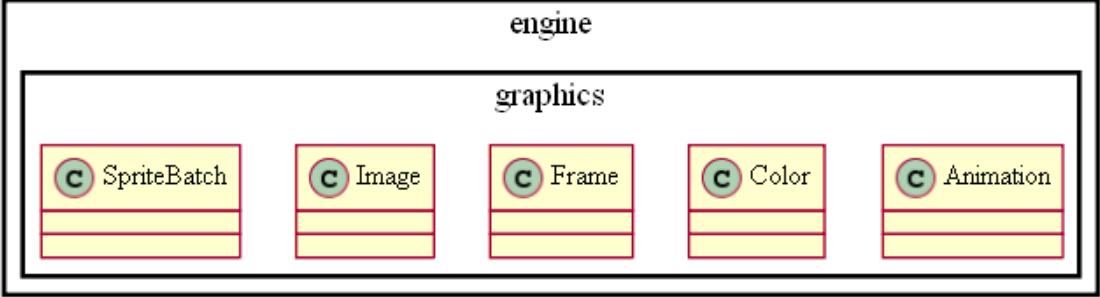 engine
graphics
C SpriteBatch
C Image
C Frame
C Color
C Animation